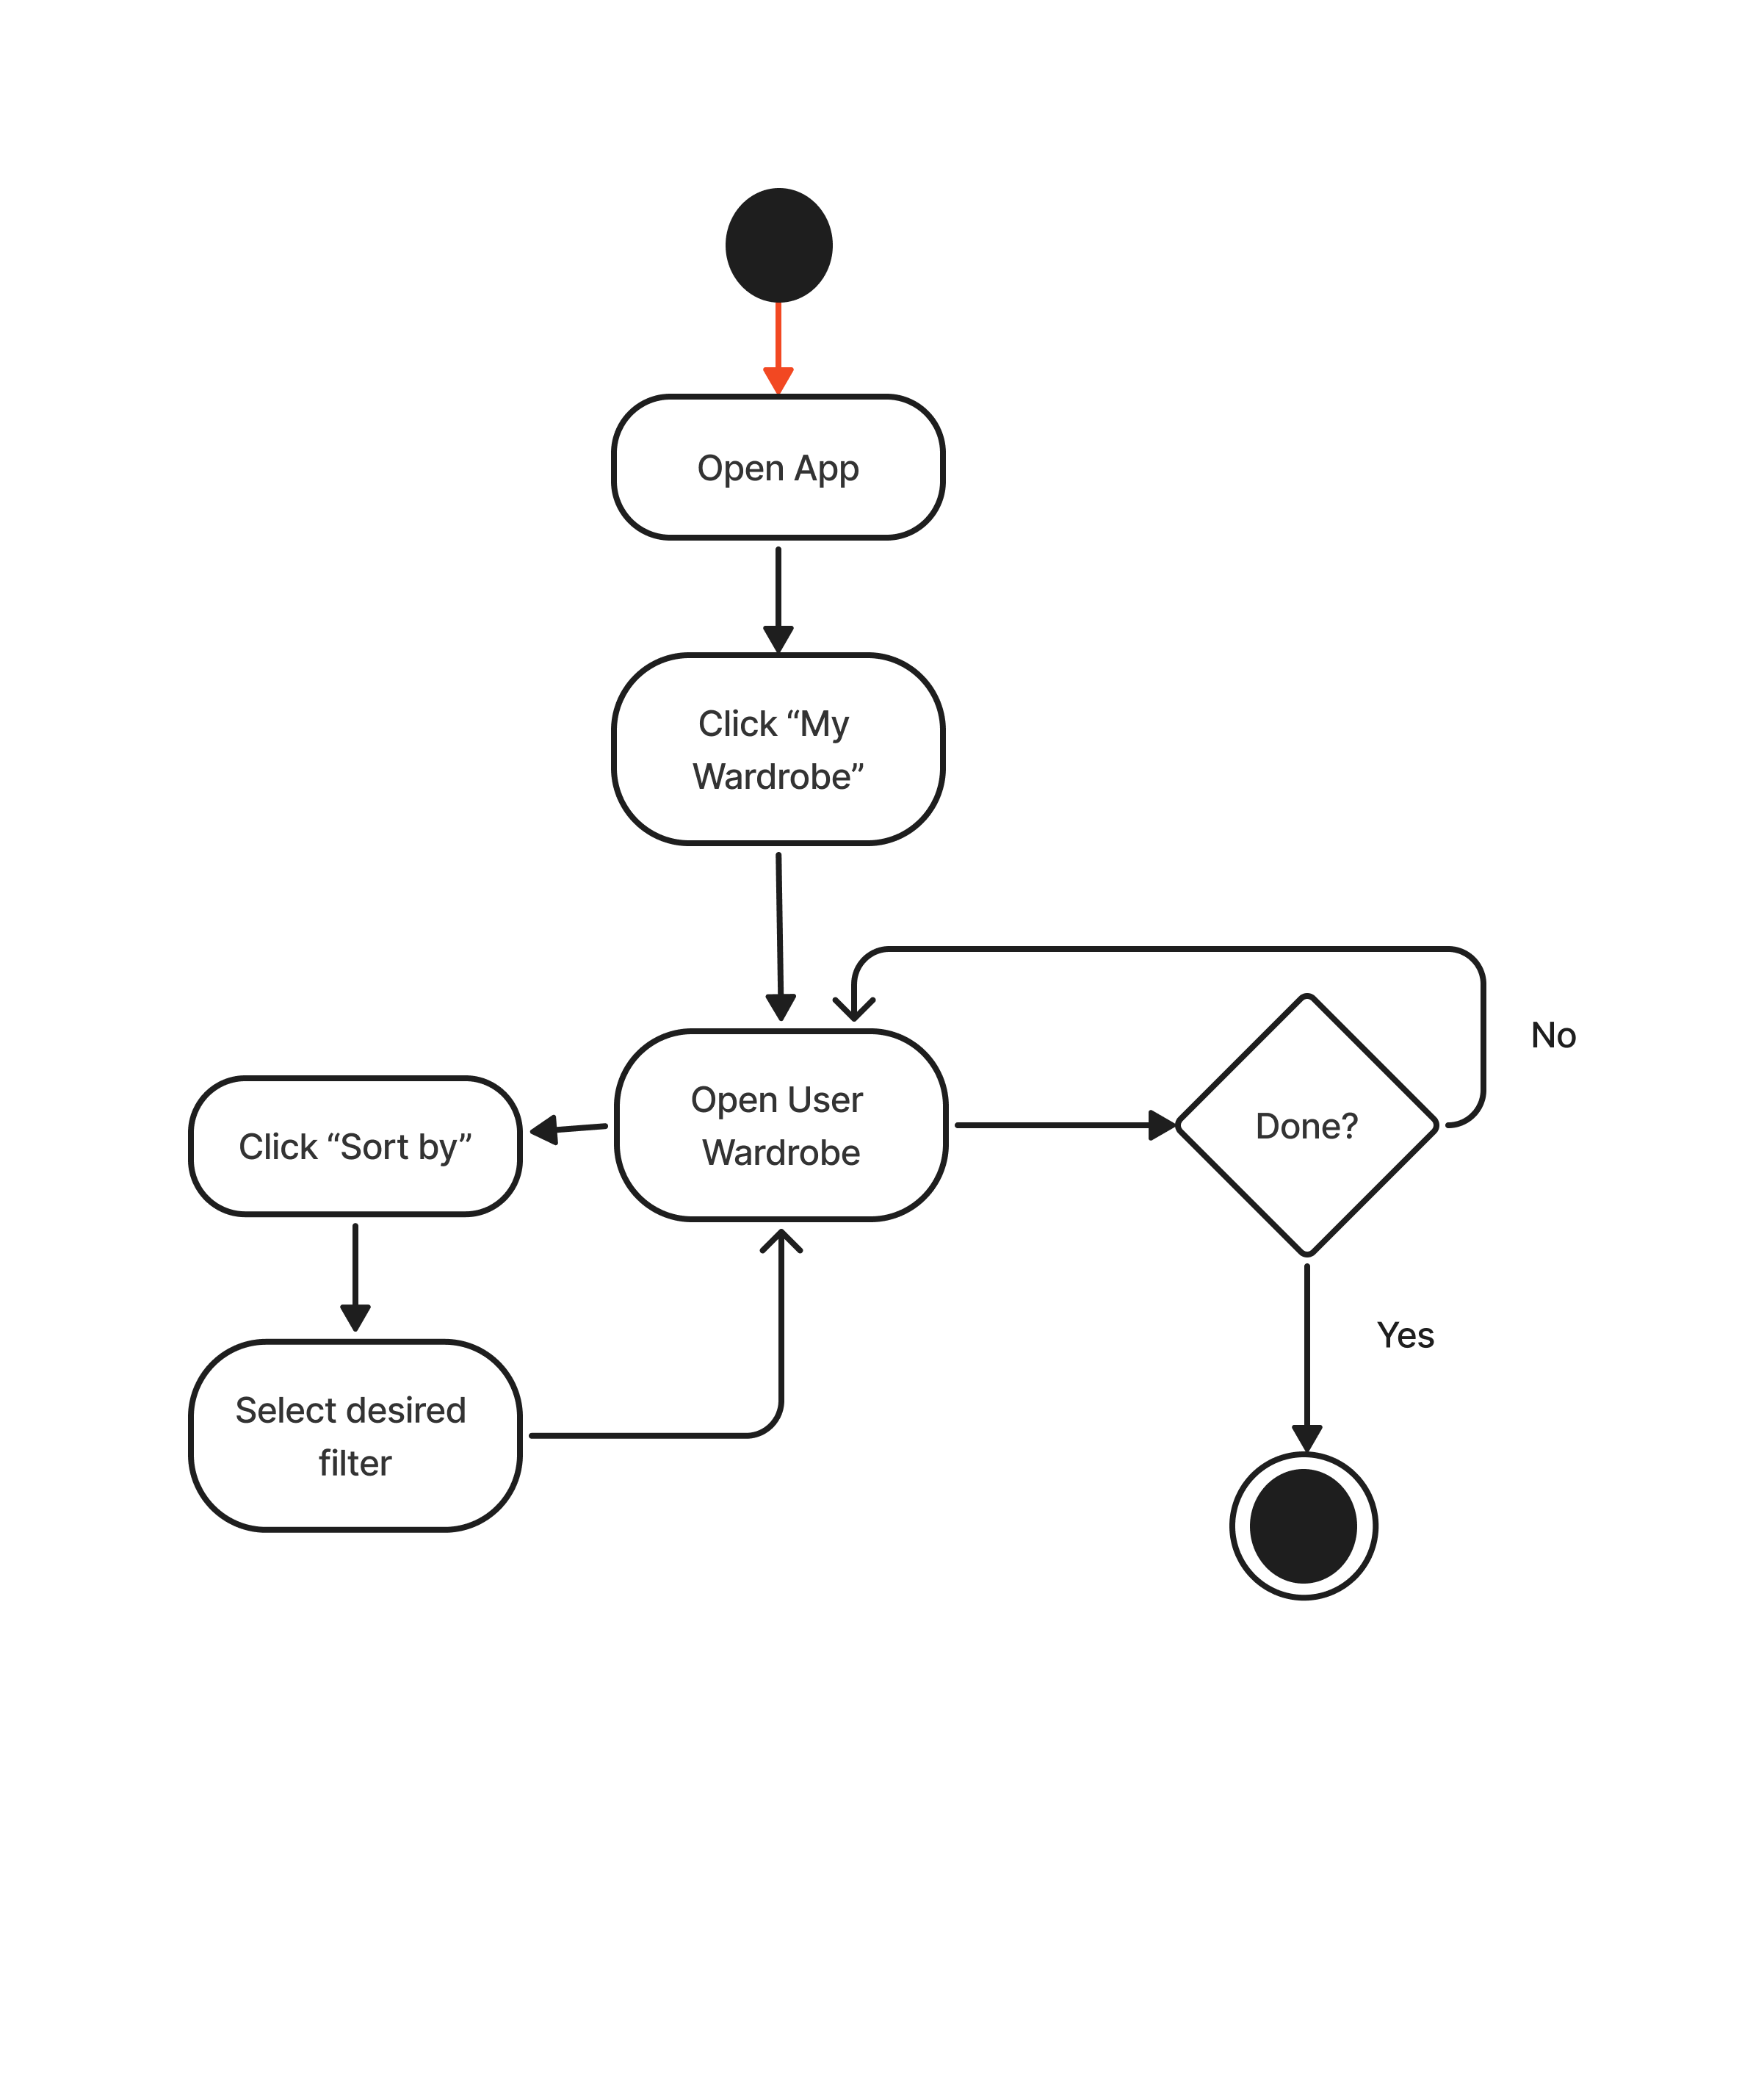 Open App
Click “My
Wardrobe”
Open User
Wardrobe
Click “Sort by”
Select desired
filter
Done?
No
Yes